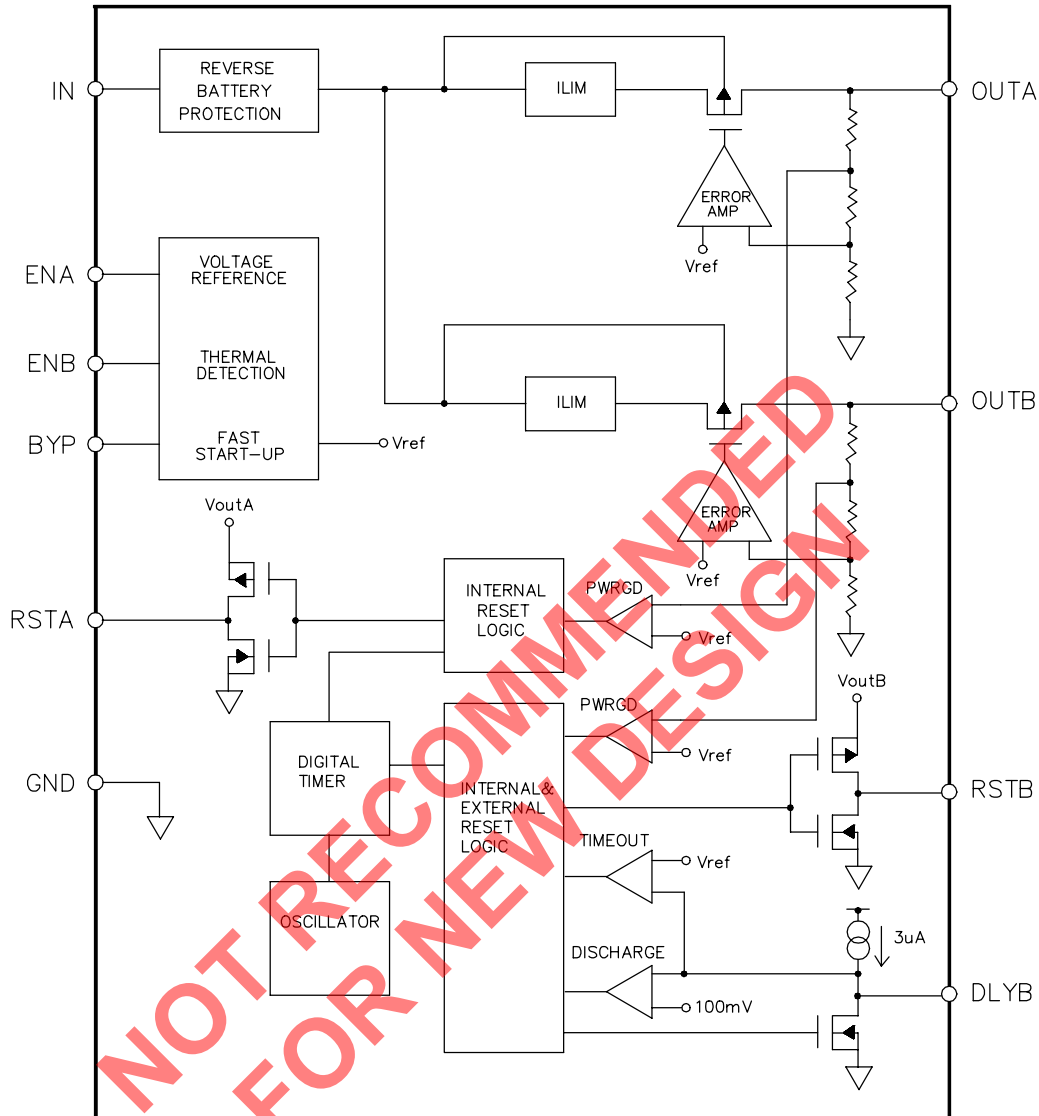 REVERSE
BATTERY
PROTECTION
IN
ILIM
OUTA
ERROR
AMP
Vref
ENA
VOLTAGE
REFERENCE
ENB
THERMAL
DETECTION
BYP
FAST
START-UP
Vref
ILIM
OUTB
ERROR
AMP
Vref
VoutA
RSTA
INTERNAL
RESET
LOGIC
PWRGD
Vref
VoutB
PWRGD
Vref
GND
DIGITAL
TIMER
INTERNAL&
EXTERNAL
RESET
LOGIC
RSTB
TIMEOUT
Vref
OSCILLATOR
3uA
DISCHARGE
100mV
DLYB
NOT RECOMMENDED
FOR NEW DESIGN